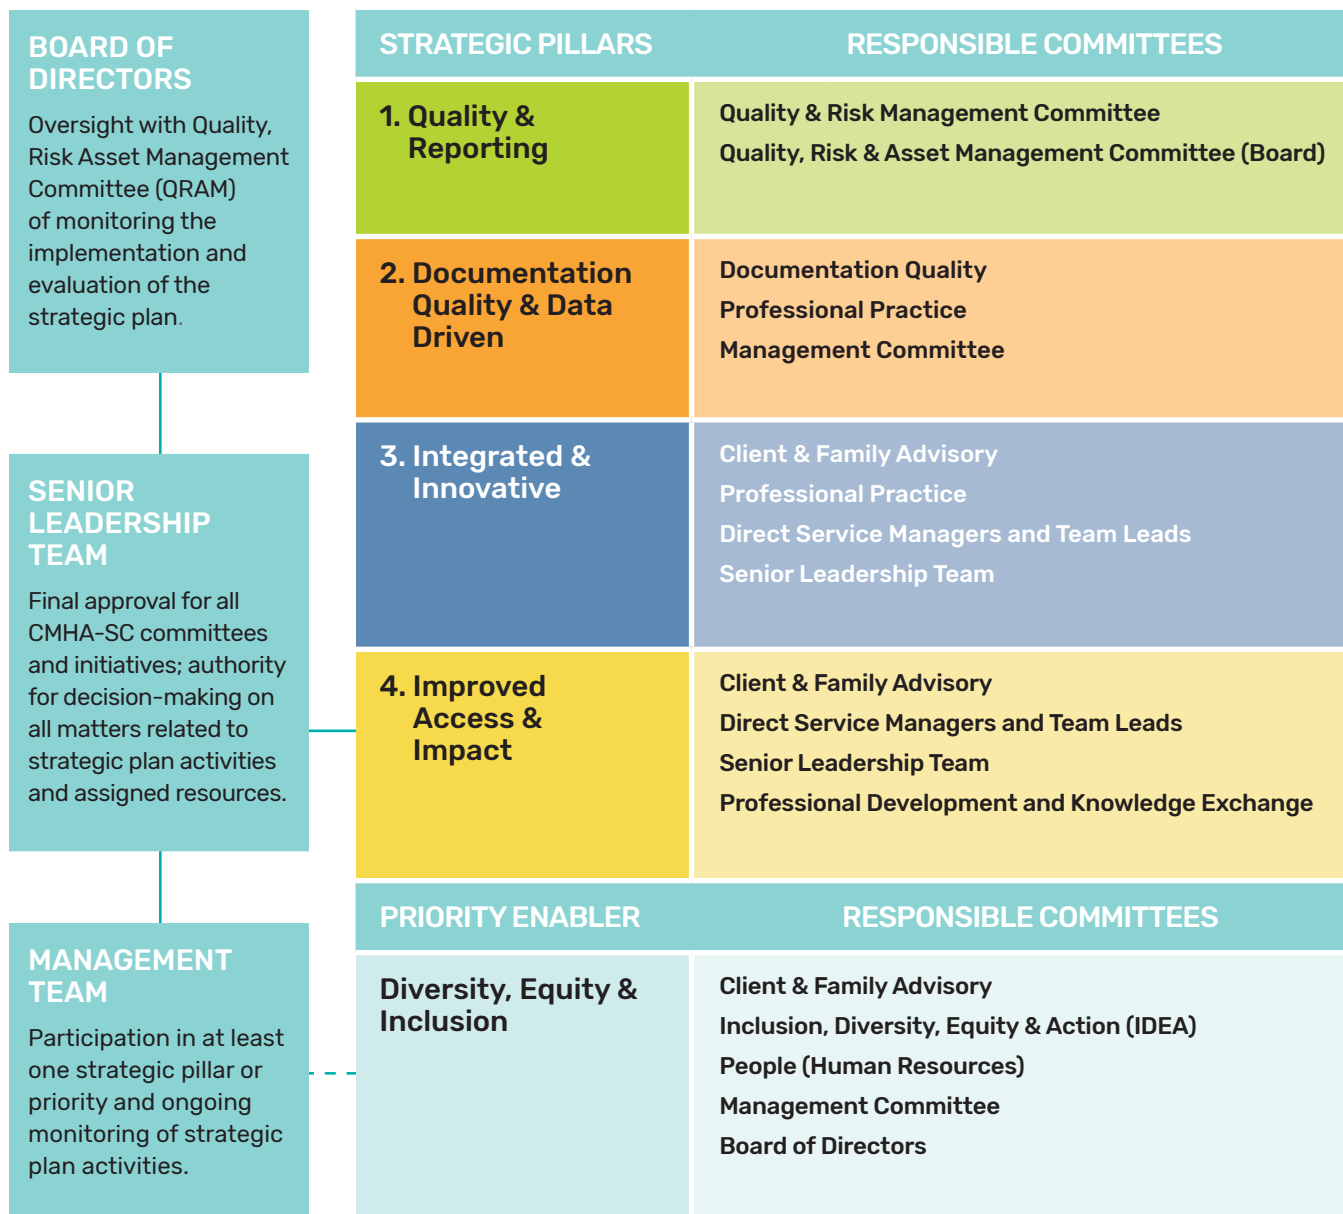 BOARD OF
DIRECTORS
Oversight with Quality,
Risk Asset Management
Committee (QRAM)
of monitoring the
implementation and
evaluation of the
strategic plan.
SENIOR
LEADERSHIP
TEAM
Final approval for all
CMHA-SC committees
and initiatives; authority
for decision-making on
all matters related to
strategic plan activities
and assigned resources.
MANAGEMENT
TEAM
Participation in at least
one strategic pillar or
priority and ongoing
monitoring of strategic
plan activities.
STRATEGIC PILLARS
RESPONSIBLE COMMITTEES
1. Quality &
Reporting
Quality & Risk Management Committee
Quality, Risk & Asset Management Committee (Board)
2. Documentation
Quality & Data
Driven
Documentation Quality
Professional Practice
Management Committee
3. Integrated &
Innovative
Client & Family Advisory
Professional Practice
Direct Service Managers and Team Leads
Senior Leadership Team
4. Improved
Access &
Impact
Client & Family Advisory
Direct Service Managers and Team Leads
Senior Leadership Team
Professional Development and Knowledge Exchange
PRIORITY ENABLER
RESPONSIBLE COMMITTEES
Diversity, Equity &
Inclusion
Client & Family Advisory
Inclusion, Diversity, Equity & Action (IDEA)
People (Human Resources)
Management Committee
Board of Directors